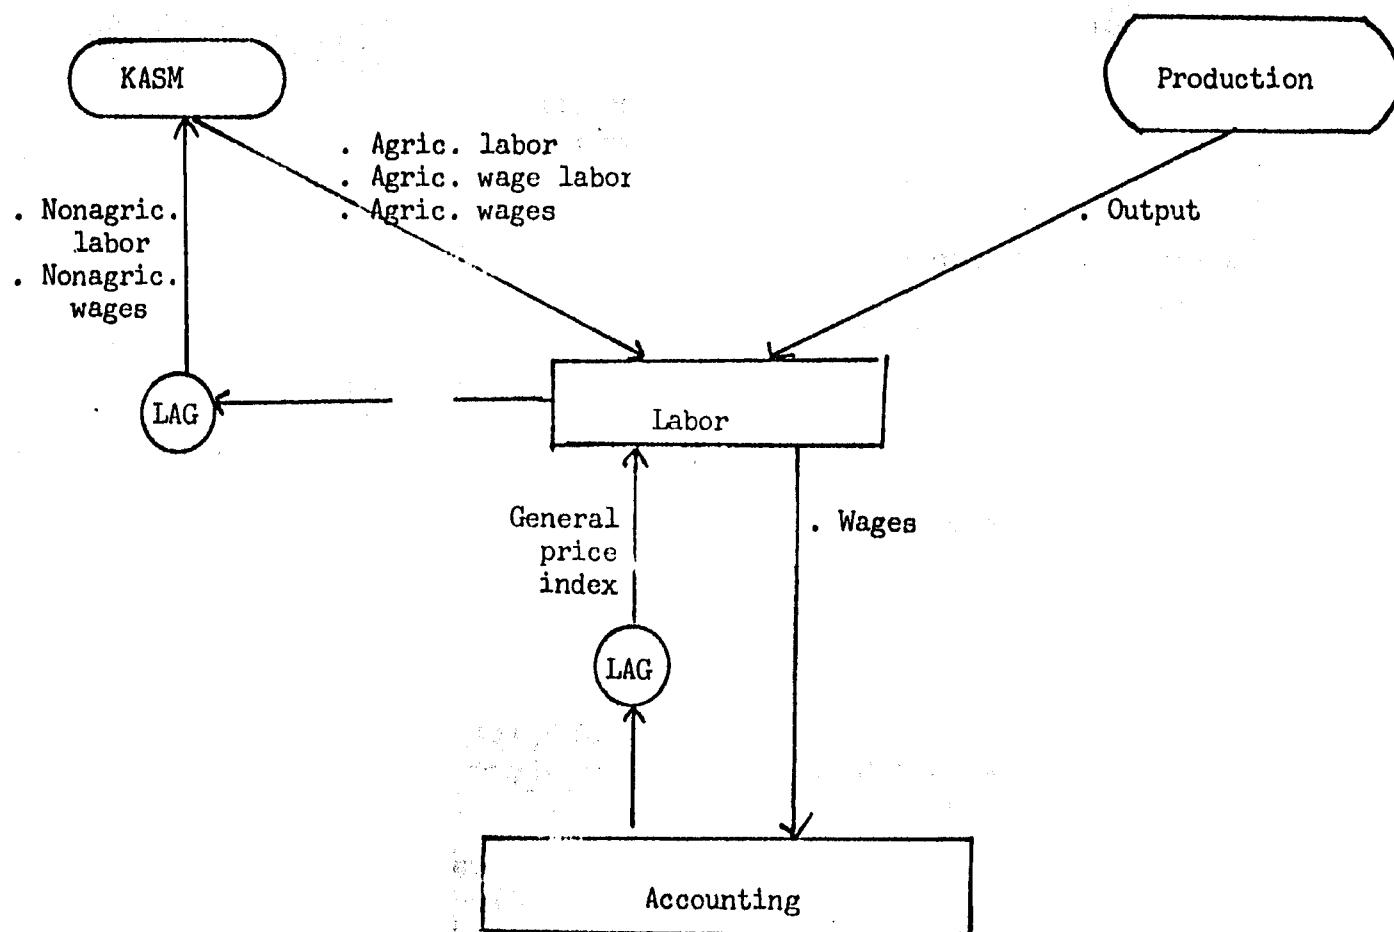 KASM
Production
. Agric. labor
. Agric. wage labor
. Agric. wages
. Nonagric.
labor
. Nonagric.
wages
. Output
LAG
Labor
General
price
index
. Wages
LAG
Accounting